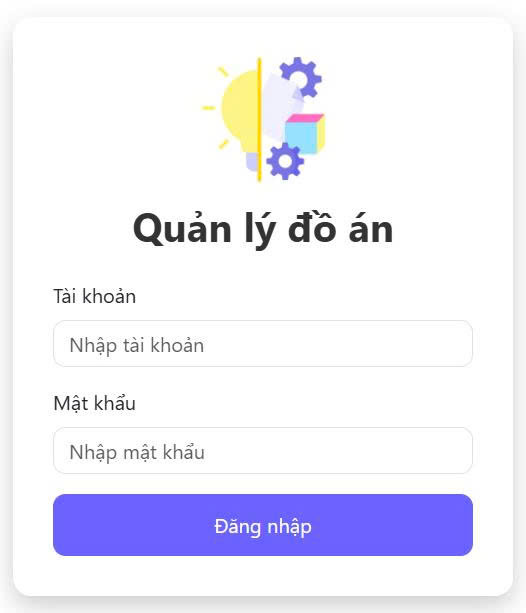 Quản lý đồ án
Tài khoản
Nhập tài khoản
Mật khẩu
Nhập mật khẩu
Đăng nhập